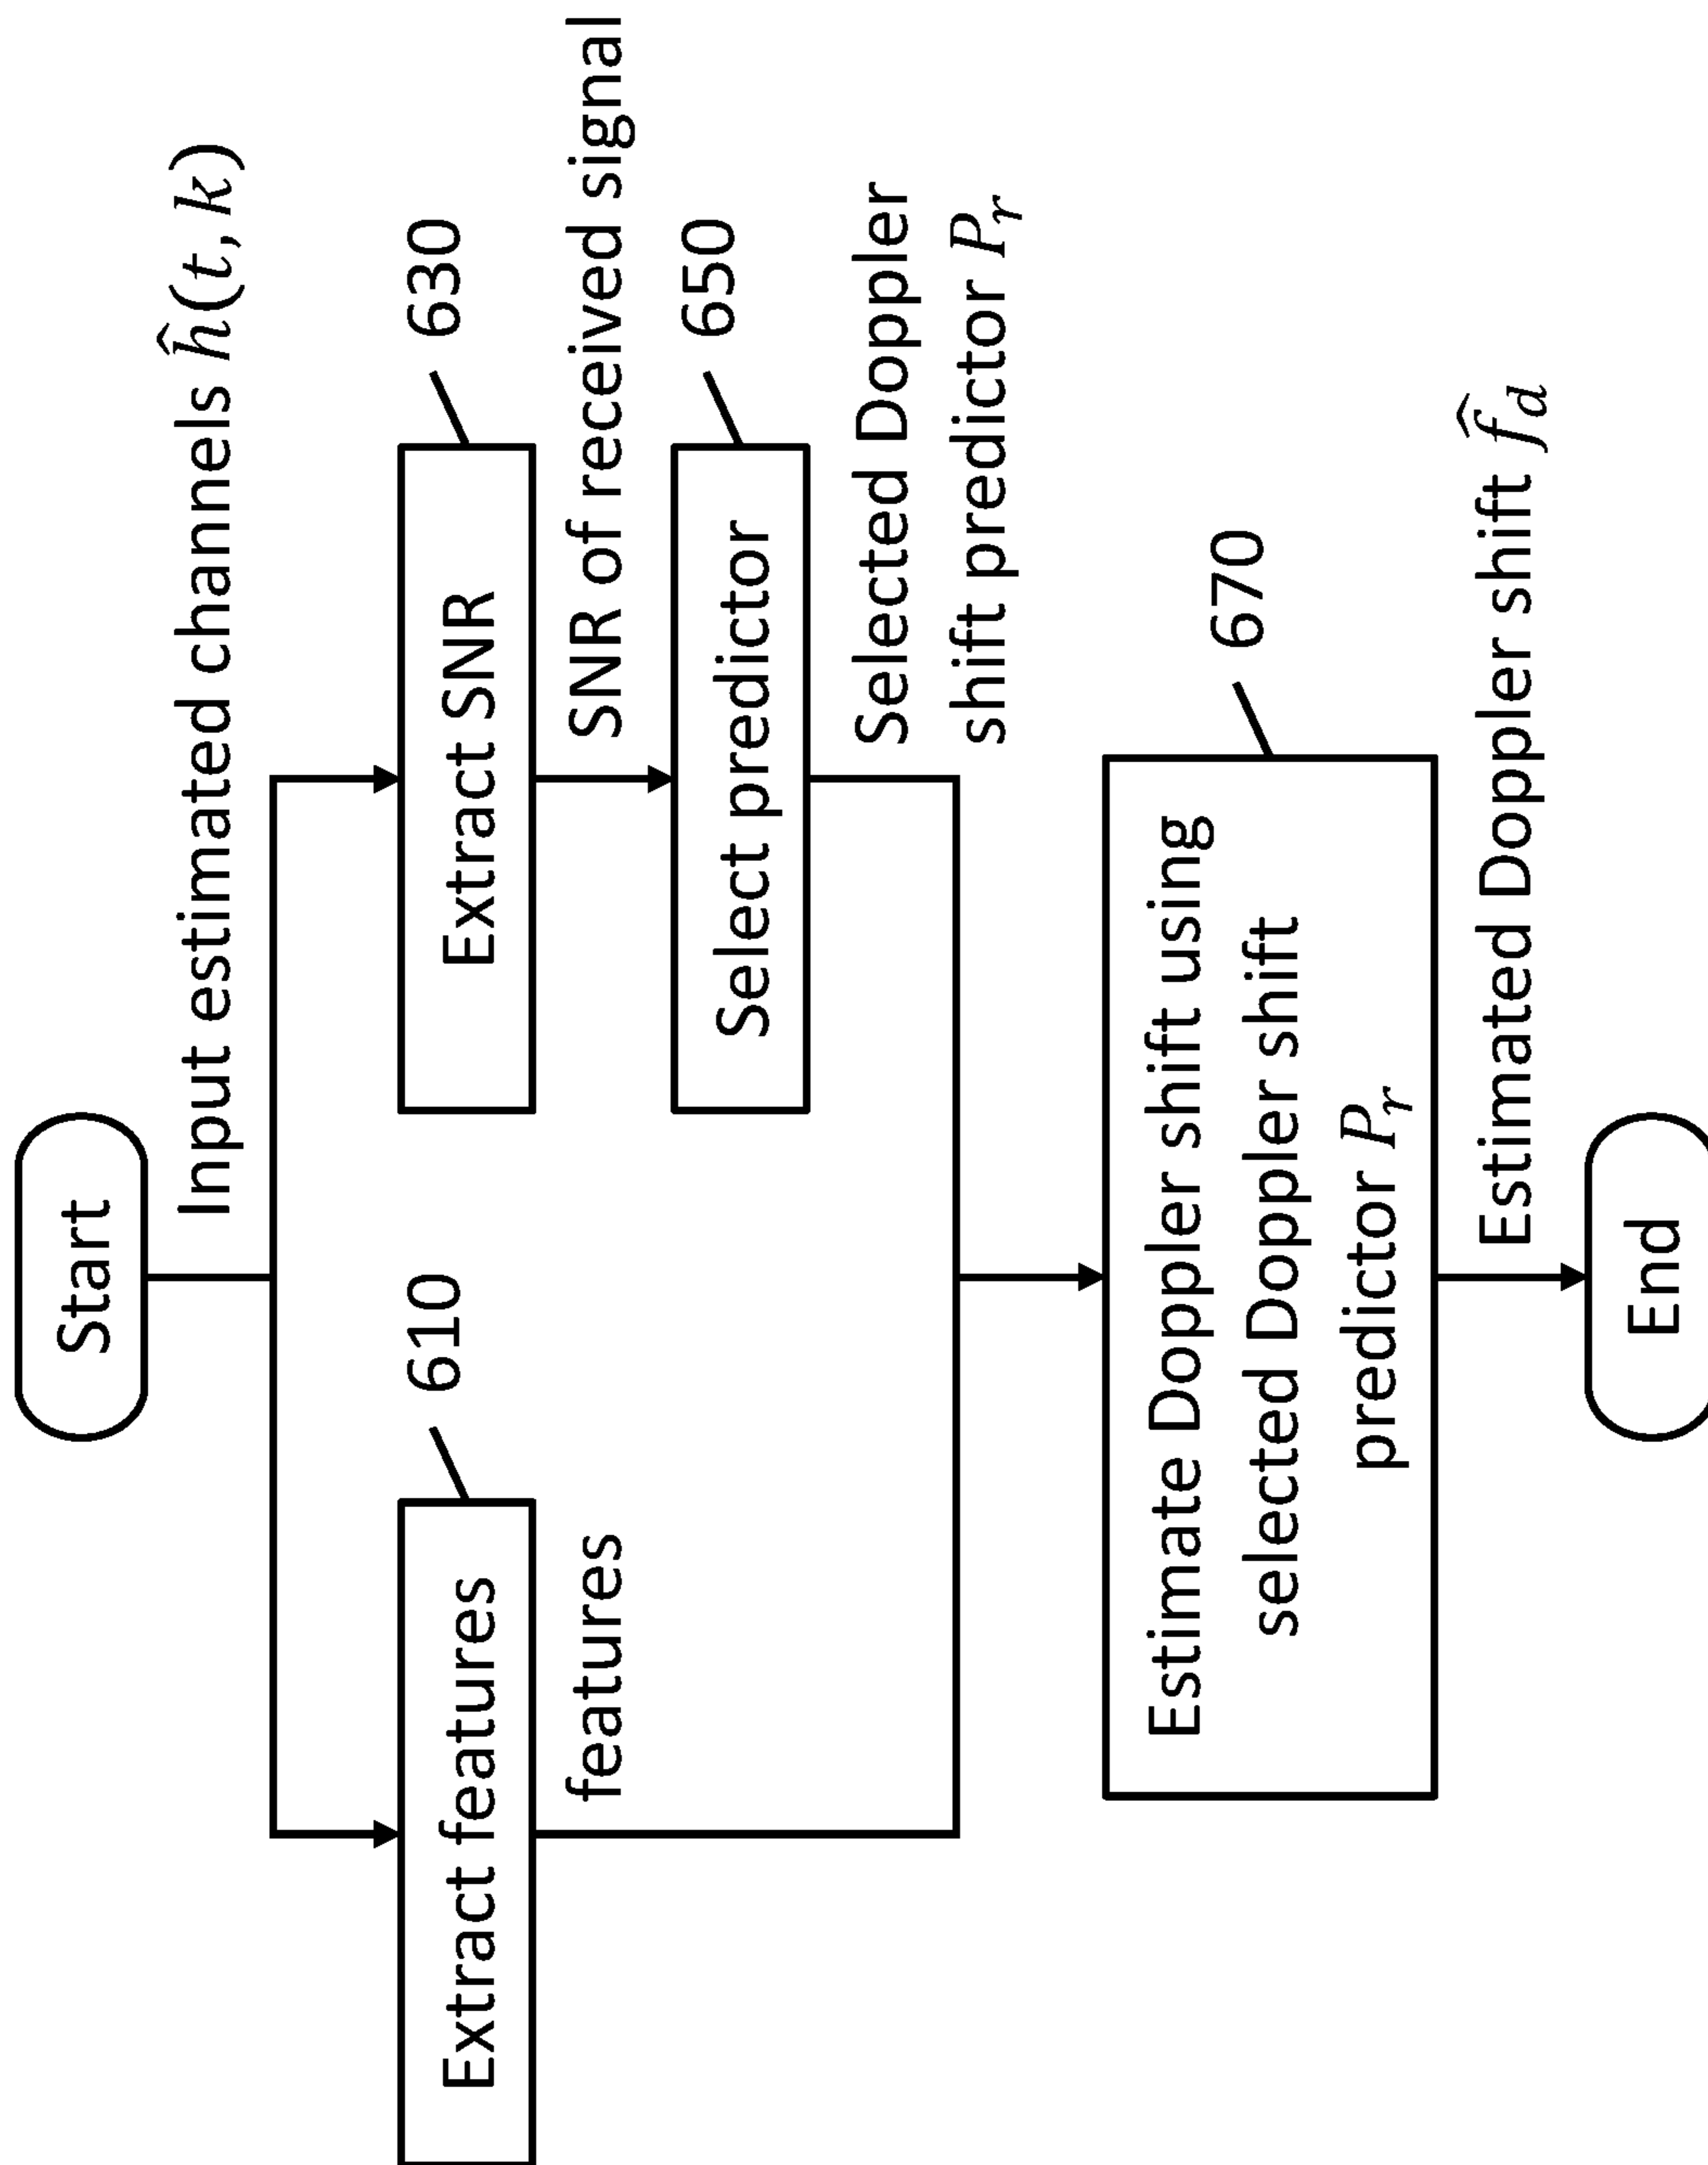 Start
Input estimated channels ĥ(t, k)
610
630
Extract features
Extract SNR
features
SNR of received signal
650
Select predictor
Selected Doppler
shift predictor P_r
670
Estimate Doppler shift using
selected Doppler shift
predictor P_r
Estimated Doppler shift f̂_d
End